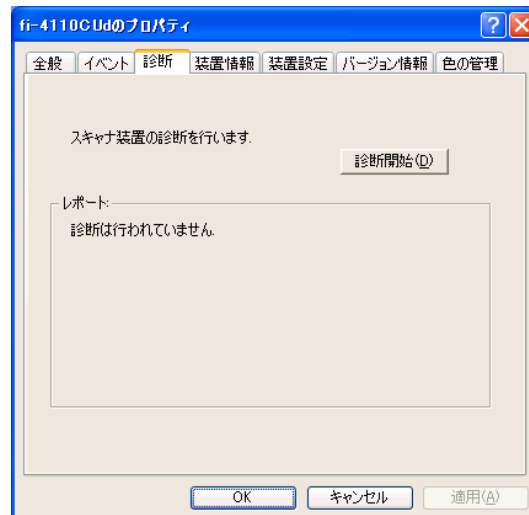 fi-4110CUdのプロパティ
全般 イベント 診断 装置情報 装置設定 バージョン情報 色の管理
スキャナ装置の診断を行います.
診断開始(D)
レポート:
診断は行われていません.
OK キャンセル 適用(A)